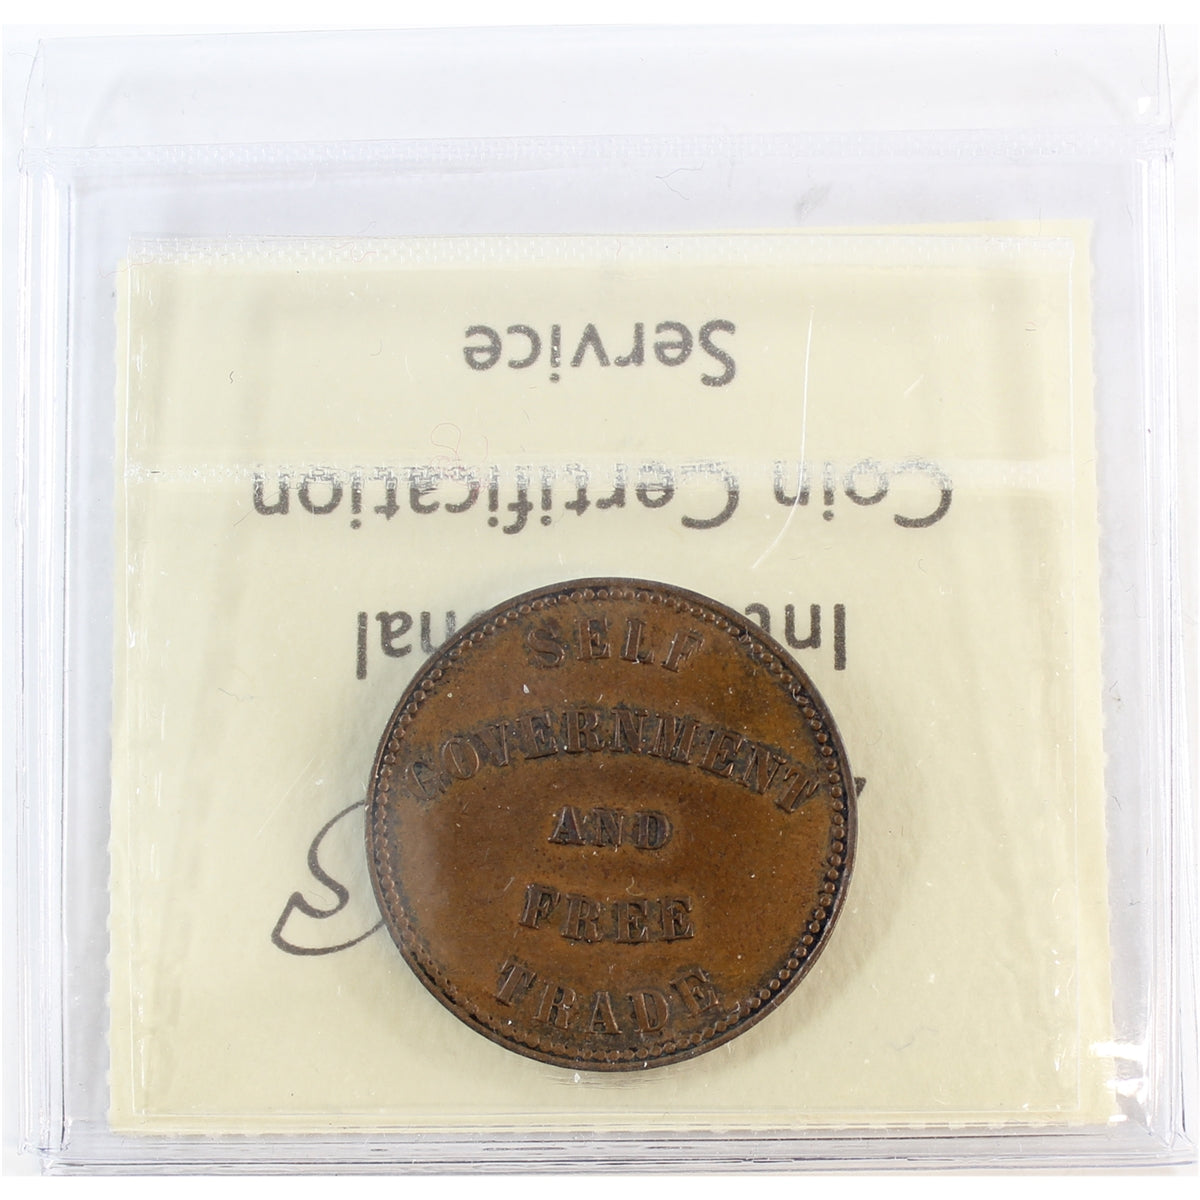 International
Coin Certification
Service
SELF
GOVERNMENT
AND
FREE
TRADE